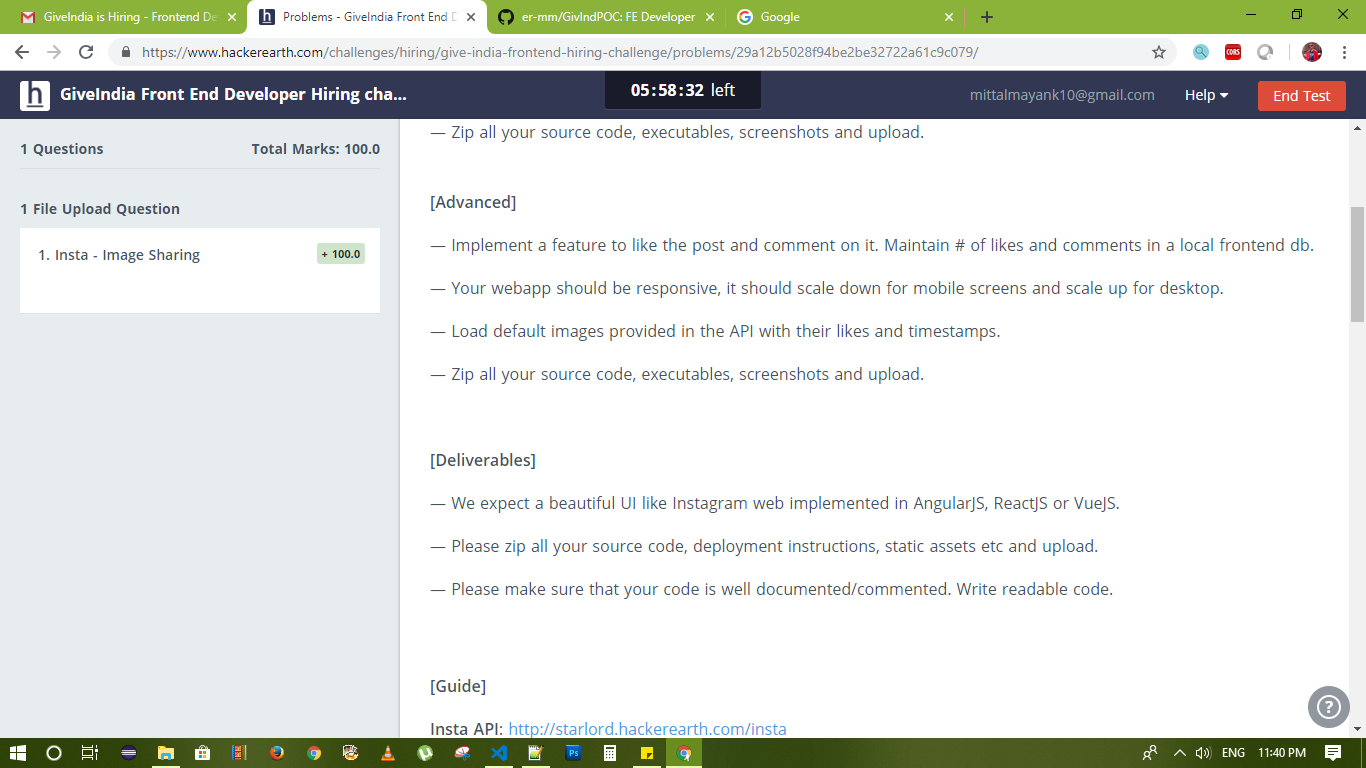 GiveIndia is Hiring - Frontend De
Problems - GiveIndia Front End D
er-mm/GivIndPOC: FE Developer
Google
https://www.hackerearth.com/challenges/hiring/give-india-frontend-hiring-challenge/problems/29a12b5028f94be2be32722a61c9c079/
CORS
h
GiveIndia Front End Developer Hiring cha...
05:58:32 left
mittalmayank10@gmail.com
Help
End Test
1 Questions
Total Marks: 100.0
1 File Upload Question
1. Insta - Image Sharing
+ 100.0
— Zip all your source code, executables, screenshots and upload.
[Advanced]
— Implement a feature to like the post and comment on it. Maintain # of likes and comments in a local frontend db.
— Your webapp should be responsive, it should scale down for mobile screens and scale up for desktop.
— Load default images provided in the API with their likes and timestamps.
— Zip all your source code, executables, screenshots and upload.
[Deliverables]
— We expect a beautiful UI like Instagram web implemented in AngularJS, ReactJS or VueJS.
— Please zip all your source code, deployment instructions, static assets etc and upload.
— Please make sure that your code is well documented/commented. Write readable code.
[Guide]
Insta API: http://starlord.hackerearth.com/insta
?
Ps
ENG
11:40 PM